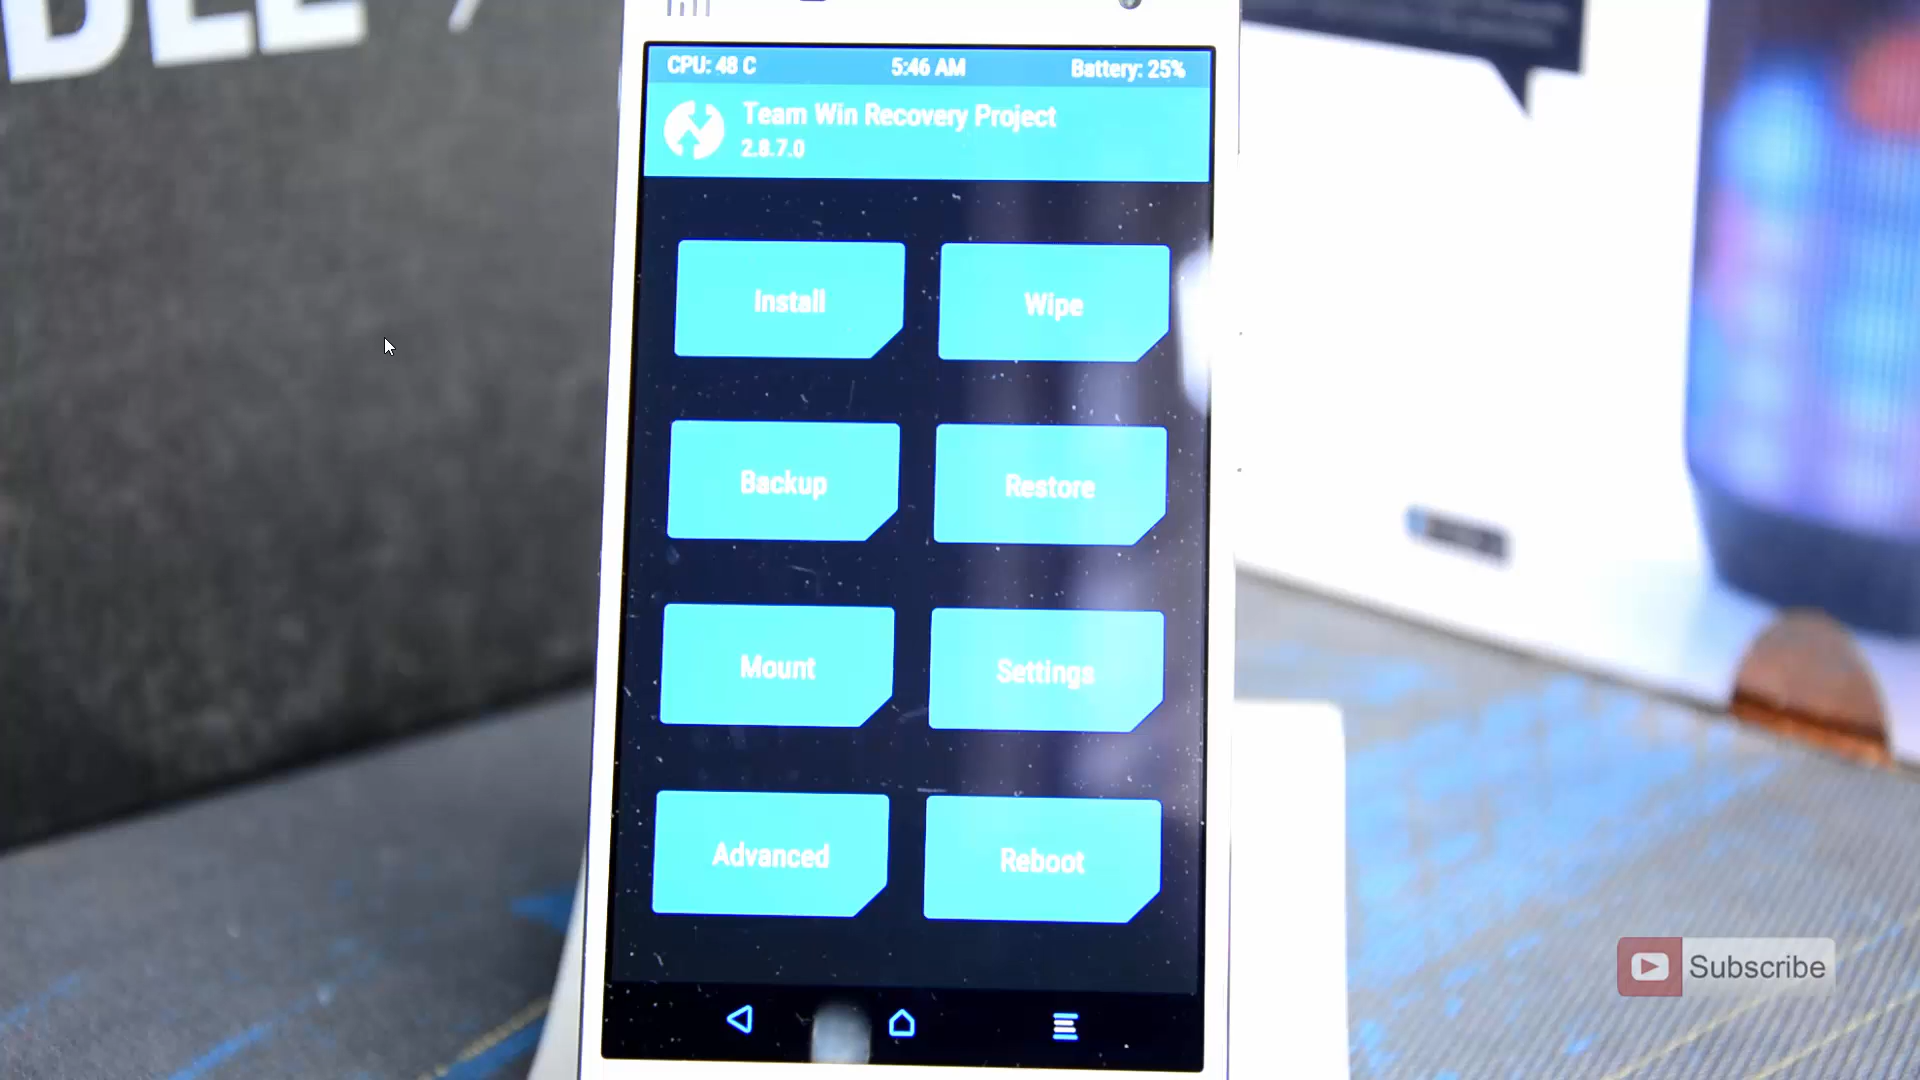 CPU: 48 C 5:46 AM Battery: 25%
Team Win Recovery Project
2.8.7.0
Install Wipe
Backup Restore
Mount Settings
Advanced Reboot
Subscribe